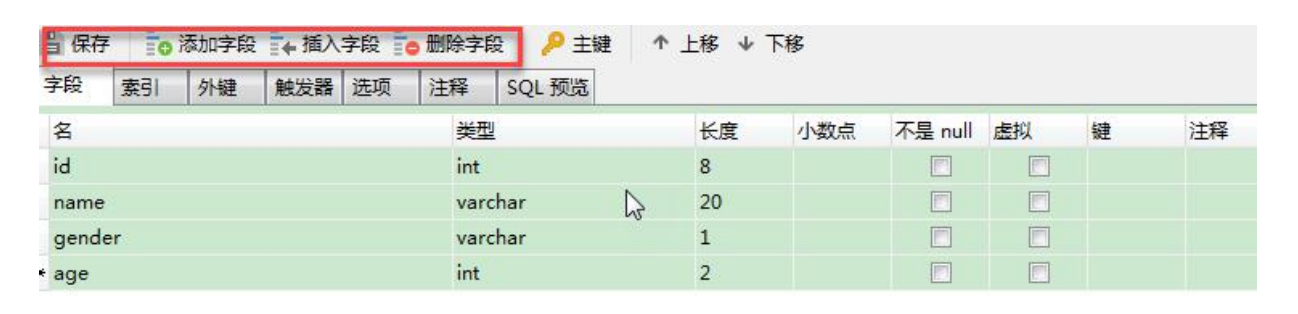 保存 添加字段 插入字段 删除字段 主键 上移 下移
字段 索引 外键 触发器 选项 注释 SQL 预览
名 类型 长度 小数点 不是 null 虚拟 键 注释
id int 8
name varchar 20
gender varchar 1
* age int 2